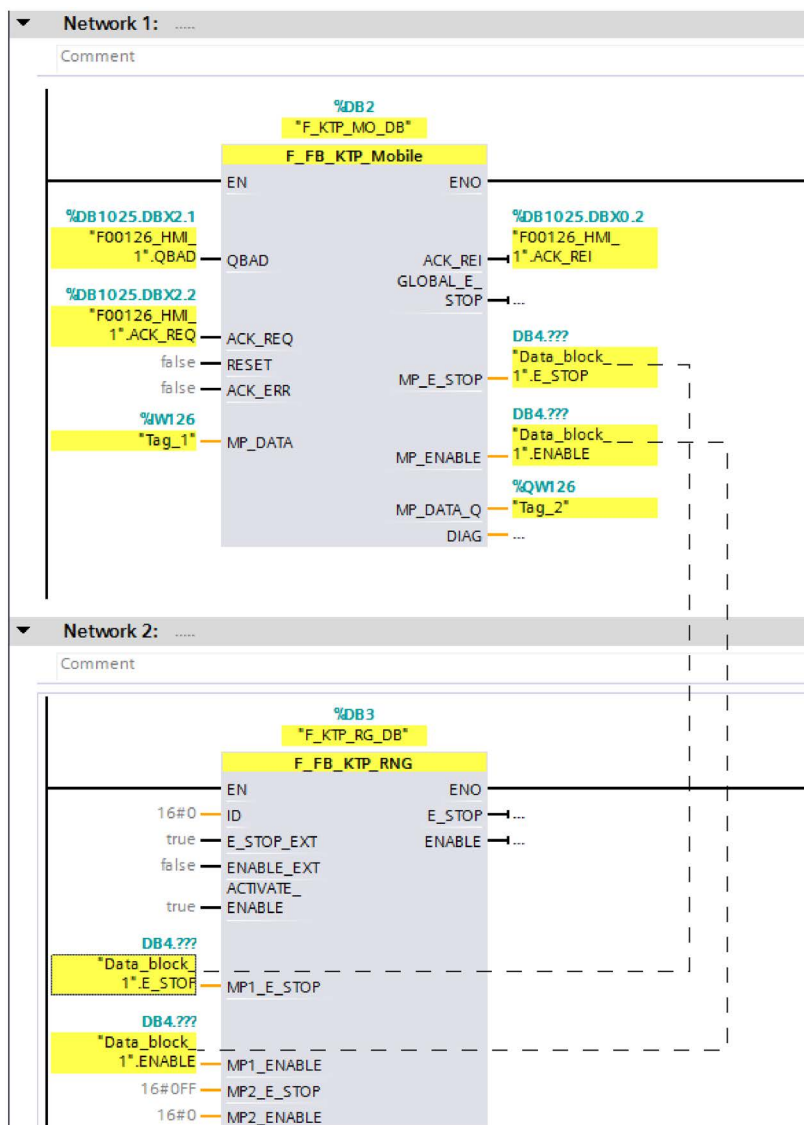 Network 1: .....
Comment
%DB2
"F_KTP_MO_DB"
F_FB_KTP_Mobile
EN ENO
%DB1025.DBX2.1 %DB1025.DBX0.2
"F00126_HMI_ "F00126_HMI_
1".QBAD QBAD ACK_REI 1".ACK_REI
GLOBAL_E_
%DB1025.DBX2.2 STOP ...
"F00126_HMI_
1".ACK_REQ ACK_REQ DB4.???
"Data_block_
false RESET MP_E_STOP 1".E_STOP
false ACK_ERR
DB4.???
%IW126 "Data_block_
"Tag_1" MP_DATA MP_ENABLE 1".ENABLE
%QW126
MP_DATA_Q "Tag_2"
DIAG ...
Network 2: .....
Comment
%DB3
"F_KTP_RG_DB"
F_FB_KTP_RNG
EN ENO
16#0 ID E_STOP ...
true E_STOP_EXT ENABLE ...
false ENABLE_EXT
ACTIVATE_
true ENABLE
DB4.???
"Data_block_
1".E_STOP MP1_E_STOP
DB4.???
"Data_block_
1".ENABLE MP1_ENABLE
16#0FF MP2_E_STOP
16#0 MP2_ENABLE